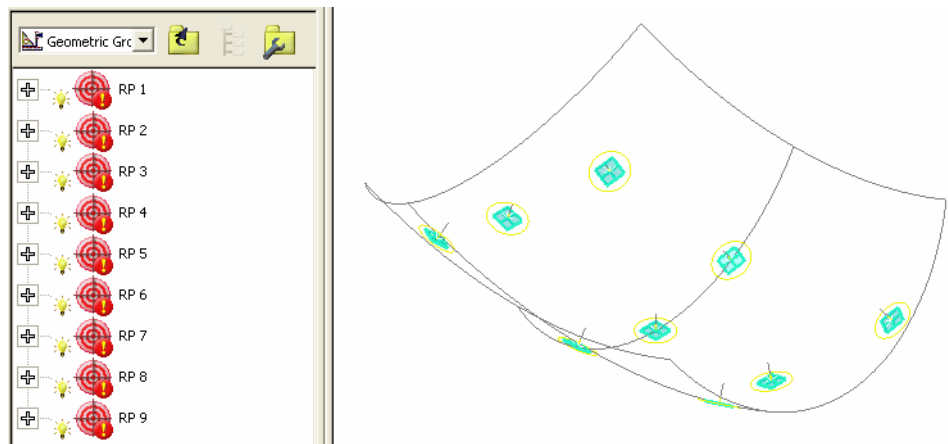 Geometric Grc
RP 1
RP 2
RP 3
RP 4
RP 5
RP 6
RP 7
RP 8
RP 9